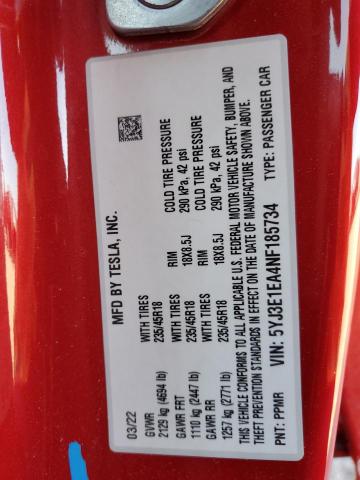 MFD BY TESLA, INC.
03/22
GVWR
2129 kg (4694 lb)
GAWR FRT WITH TIRES RIM COLD TIRE PRESSURE
1110 kg (2447 lb) 235/45R18 18X8.5J 290 kPa, 42 psi
GAWR RR WITH TIRES RIM COLD TIRE PRESSURE
1257 kg (2771 lb) 235/45R18 18X8.5J 290 kPa, 42 psi
THIS VEHICLE CONFORMS TO ALL APPLICABLE U.S. FEDERAL MOTOR VEHICLE SAFETY, BUMPER, AND
THEFT PREVENTION STANDARDS IN EFFECT ON THE DATE OF MANUFACTURE SHOWN ABOVE.
VIN: 5YJ3E1EA4NF185734 TYPE: PASSENGER CAR
PNT: PPMR